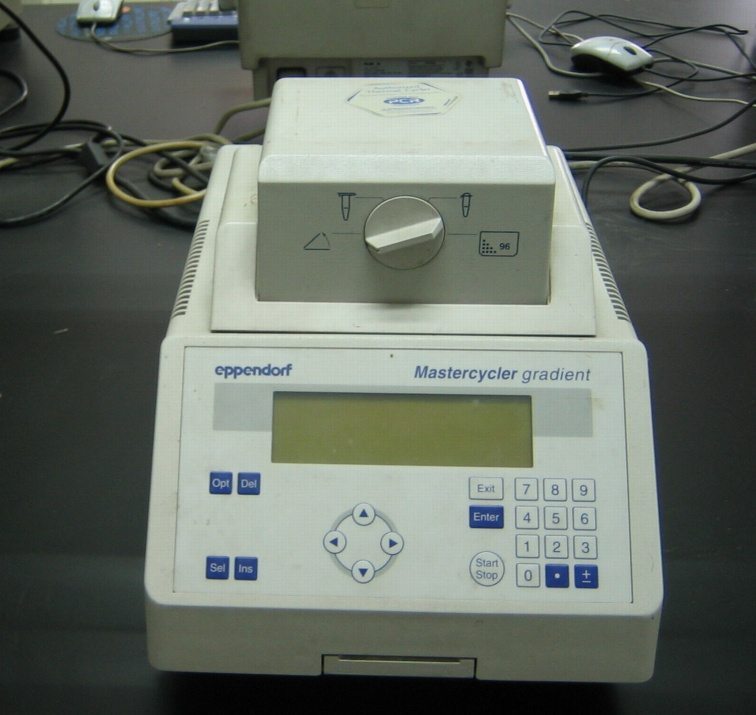 PCR
96
eppendorf
Mastercycler gradient
Opt Del
Exit 7 8 9
Enter 4 5 6
1 2 3
Sel Ins
Start
Stop
0 • ±